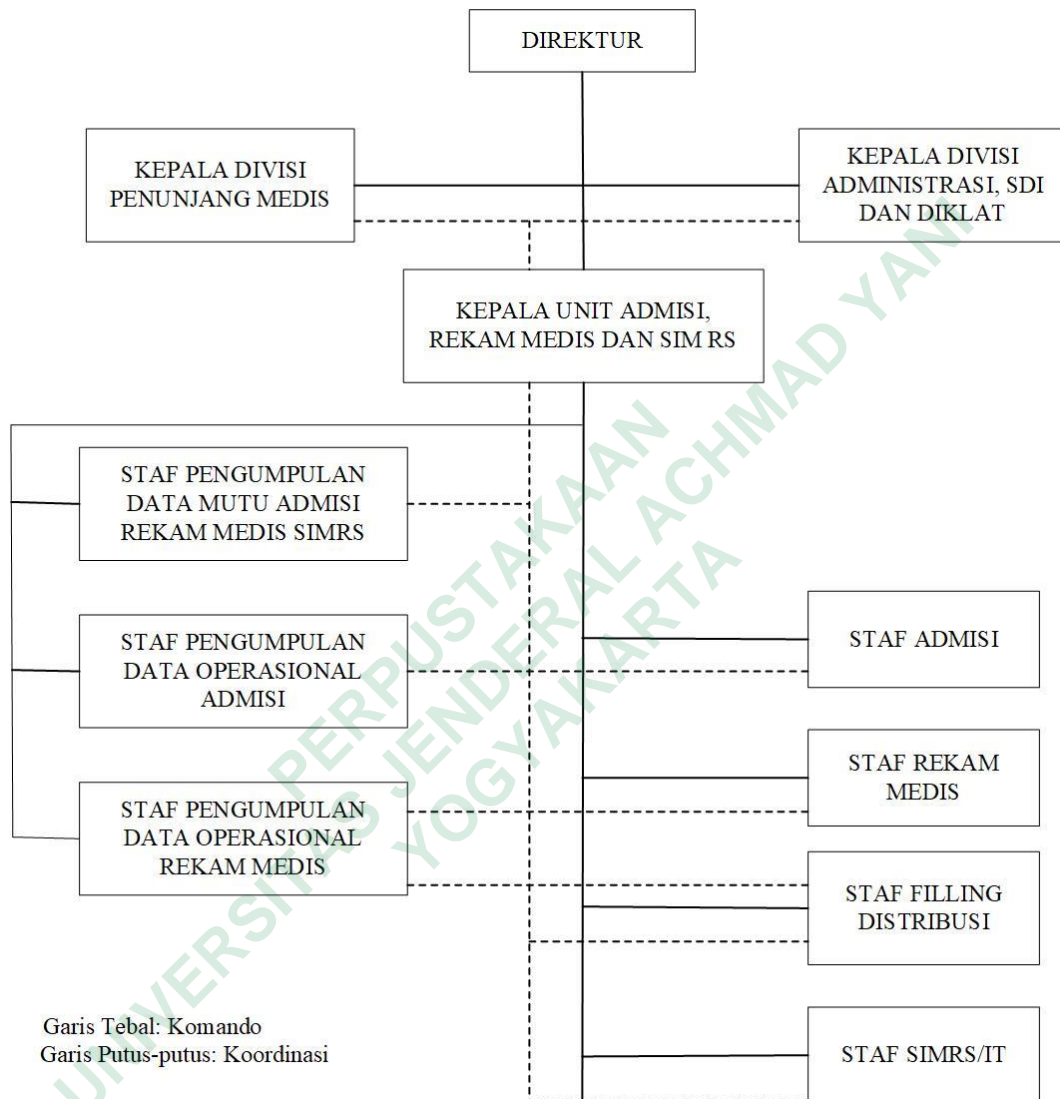 DIREKTUR
KEPALA DIVISI
PENUNJANG MEDIS
KEPALA DIVISI
ADMINISTRASI, SDI
DAN DIKLAT
KEPALA UNIT ADMISI,
REKAM MEDIS DAN SIM RS
STAF PENGUMPULAN
DATA MUTU ADMISI
REKAM MEDIS SIMRS
STAF PENGUMPULAN
DATA OPERASIONAL
ADMISI
STAF ADMISI
STAF PENGUMPULAN
DATA OPERASIONAL
REKAM MEDIS
STAF REKAM
MEDIS
STAF FILLING
DISTRIBUSI
STAF SIMRS/IT
Garis Tebal: Komando
Garis Putus-putus: Koordinasi
PERPUSTAKAAN
UNIVERSITAS JENDERAL ACHMAD YANI
YOGYAKARTA